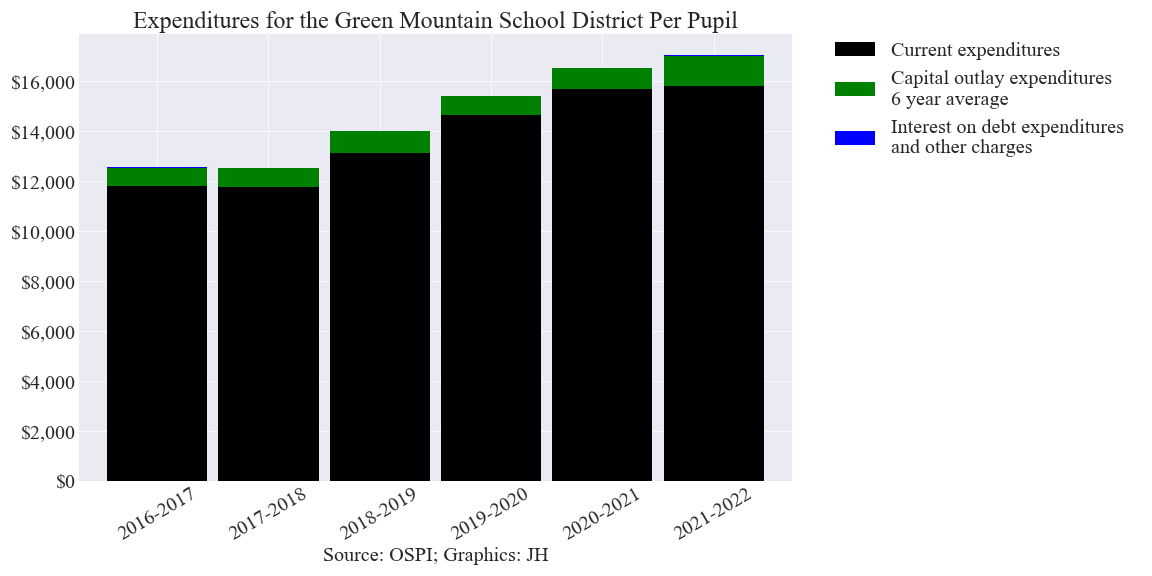 Expenditures for the Green Mountain School District Per Pupil
Current expenditures
Capital outlay expenditures
6 year average
Interest on debt expenditures
and other charges
$16,000
$14,000
$12,000
$10,000
$8,000
$6,000
$4,000
$2,000
$0
2016-2017
2017-2018
2018-2019
2019-2020
2020-2021
2021-2022
Source: OSPI; Graphics: JH